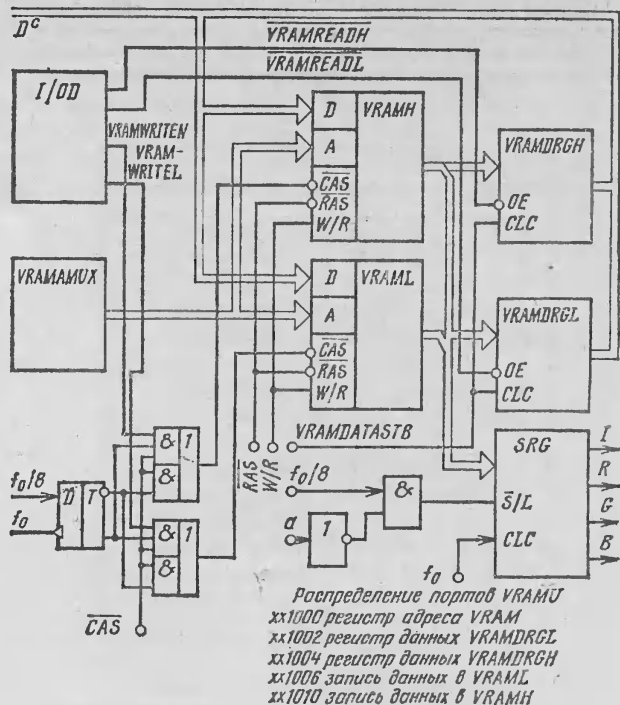 Dᶜ
VRAMREADH
VRAMREADL
I/OD
VRAMWRITEN
VRAM-
WRITEL
D
VRAMH
A
CAS
RAS
W/R
VRAMDRGH
OE
CLC
VRAMAMUX
D
VRAML
A
CAS
RAS
W/R
VRAMDRGL
OE
CLC
VRAMDATASTB
RAS
W/R
f₀/8
f₀
D
T
& 1
&
& 1
&
CAS
f₀/8
a
1
&
SRG
S̄/L
CLC
f₀
I
R
G
B
Распределение портов VRAMU
xx1000 регистр адреса VRAM
xx1002 регистр данных VRAMDRGL
xx1004 регистр данных VRAMDRGH
xx1006 запись данных в VRAML
xx1010 запись данных в VRAMH